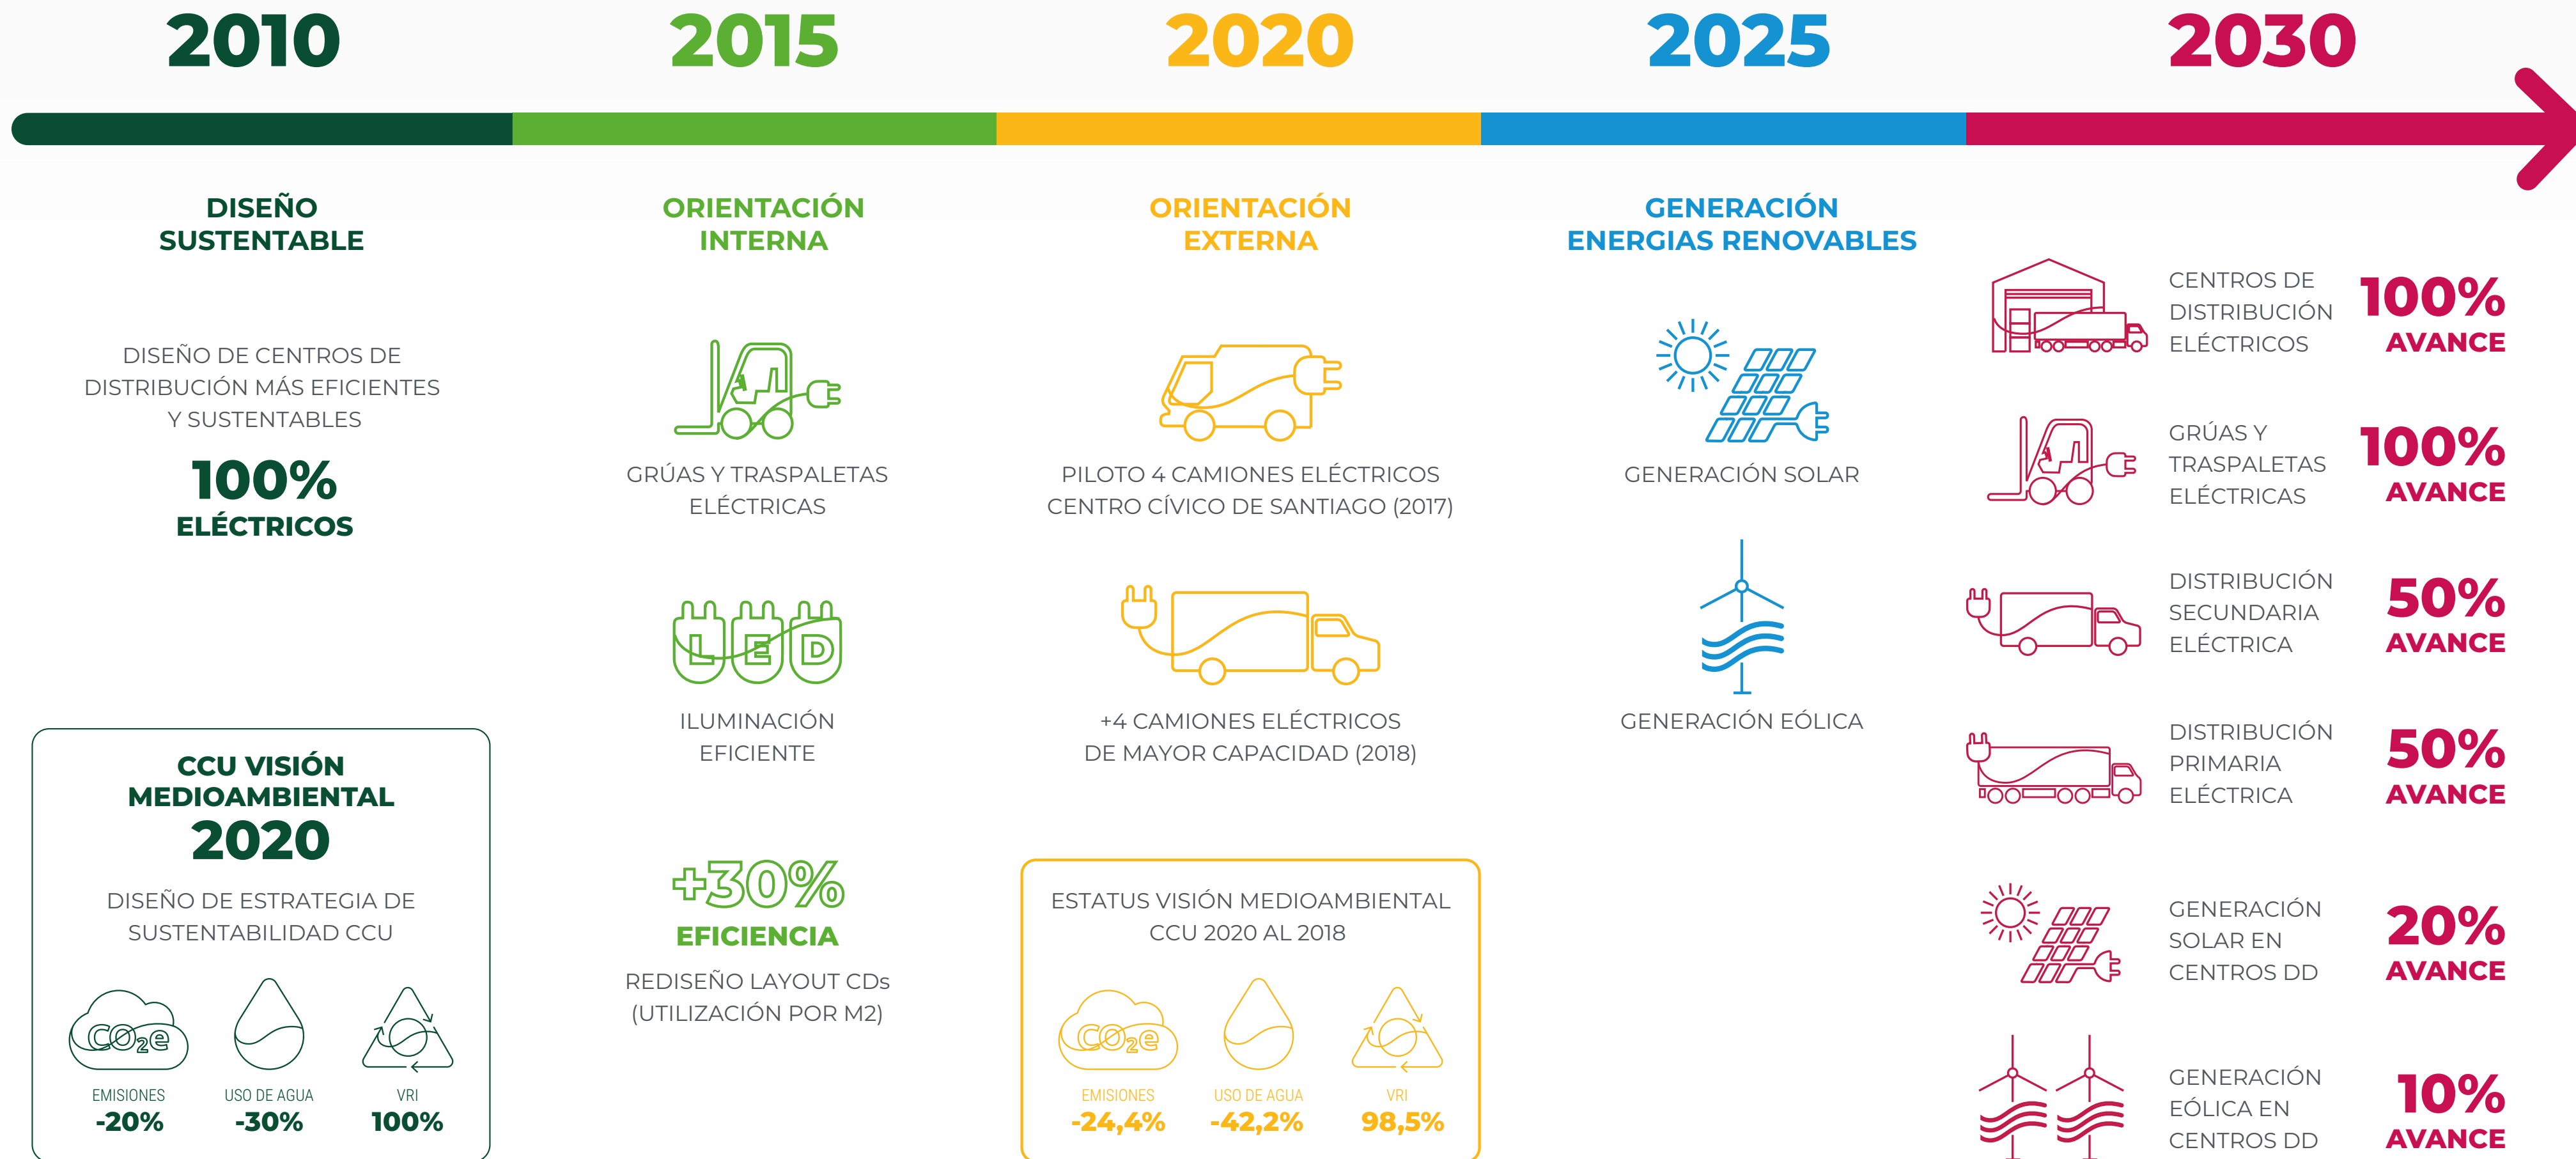 2010
2015
2020
2025
2030
DISEÑO
SUSTENTABLE
DISEÑO DE CENTROS DE
DISTRIBUCIÓN MÁS EFICIENTES
Y SUSTENTABLES
100%
ELÉCTRICOS
CCU VISIÓN
MEDIOAMBIENTAL
2020
DISEÑO DE ESTRATEGIA DE
SUSTENTABILIDAD CCU
CO2e
EMISIONES
-20%
USO DE AGUA
-30%
VRI
100%
ORIENTACIÓN
INTERNA
GRÚAS Y TRASPALETAS
ELÉCTRICAS
LED
ILUMINACIÓN
EFICIENTE
+30%
EFICIENCIA
REDISEÑO LAYOUT CDs
(UTILIZACIÓN POR M2)
ORIENTACIÓN
EXTERNA
PILOTO 4 CAMIONES ELÉCTRICOS
CENTRO CÍVICO DE SANTIAGO (2017)
+4 CAMIONES ELÉCTRICOS
DE MAYOR CAPACIDAD (2018)
ESTATUS VISIÓN MEDIOAMBIENTAL
CCU 2020 AL 2018
CO2e
EMISIONES
-24,4%
USO DE AGUA
-42,2%
VRI
98,5%
GENERACIÓN
ENERGIAS RENOVABLES
GENERACIÓN SOLAR
GENERACIÓN EÓLICA
CENTROS DE
DISTRIBUCIÓN
ELÉCTRICOS
100%
AVANCE
GRÚAS Y
TRASPALETAS
ELÉCTRICAS
100%
AVANCE
DISTRIBUCIÓN
SECUNDARIA
ELÉCTRICA
50%
AVANCE
DISTRIBUCIÓN
PRIMARIA
ELÉCTRICA
50%
AVANCE
GENERACIÓN
SOLAR EN
CENTROS DD
20%
AVANCE
GENERACIÓN
EÓLICA EN
CENTROS DD
10%
AVANCE